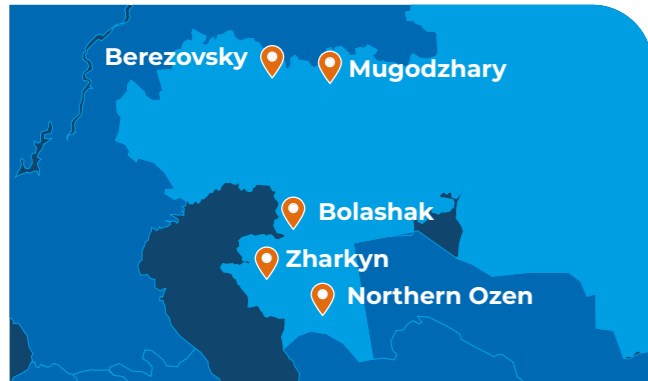 Berezovsky
Mugodzhary
Bolashak
Zharkyn
Northern Ozen